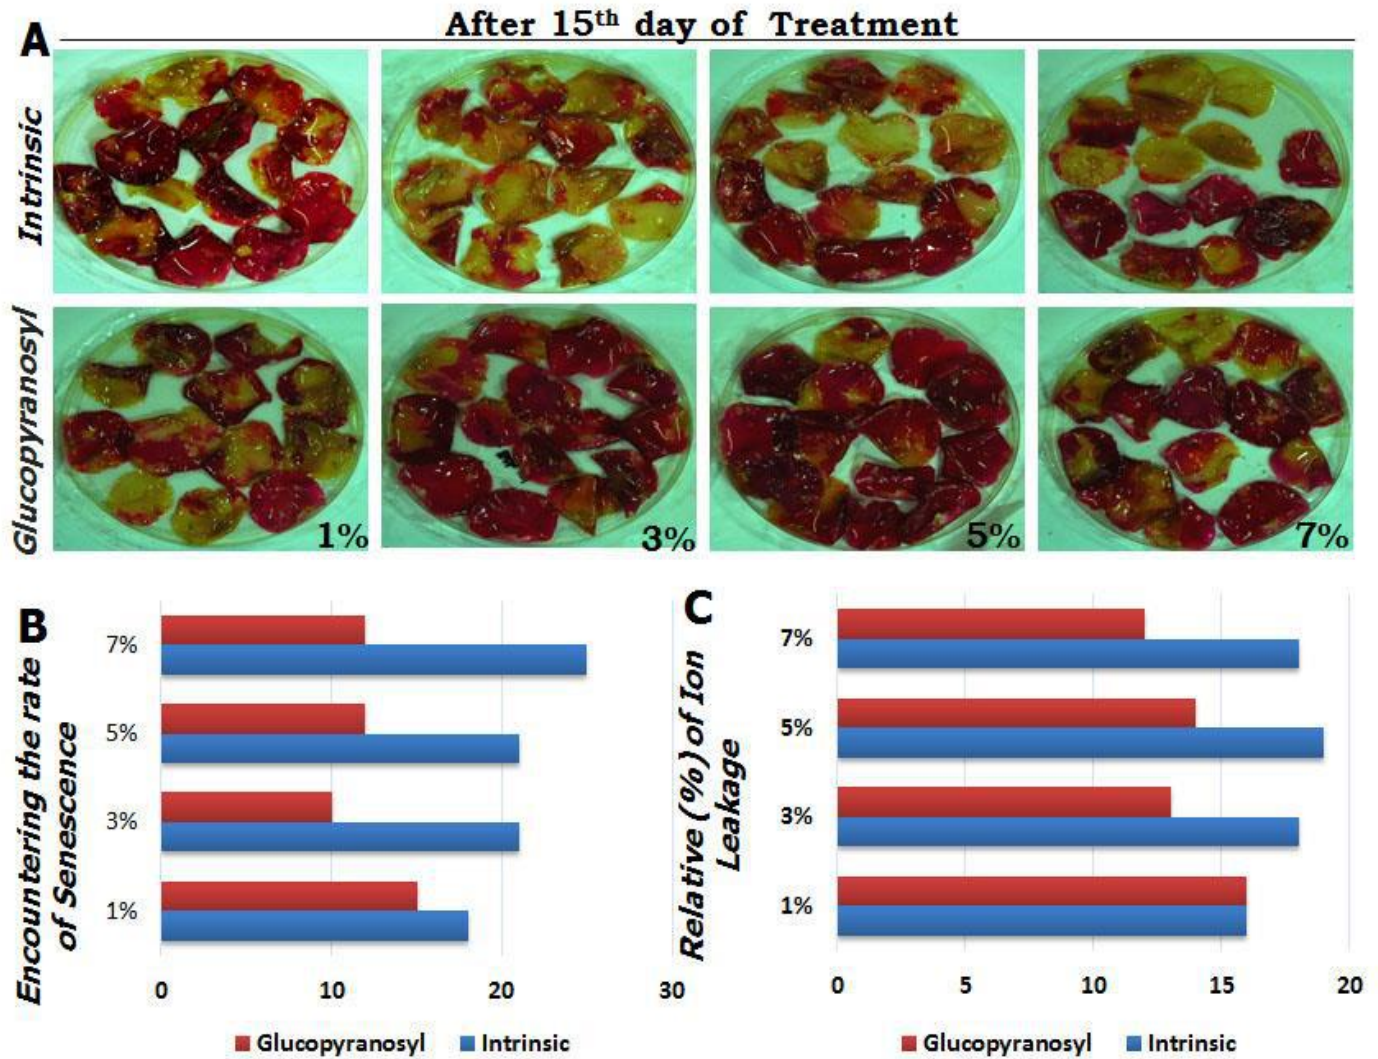 After 15th day of Treatment
A
Intrinsic
Glucopyranosyl
1%
3%
5%
7%
B
Encountering the rate
of Senescence
7%
5%
3%
1%
0 10 20 30
Glucopyranosyl Intrinsic
C
Relative (%) of Ion
Leakage
7%
5%
3%
1%
0 5 10 15 20
Glucopyranosyl Intrinsic